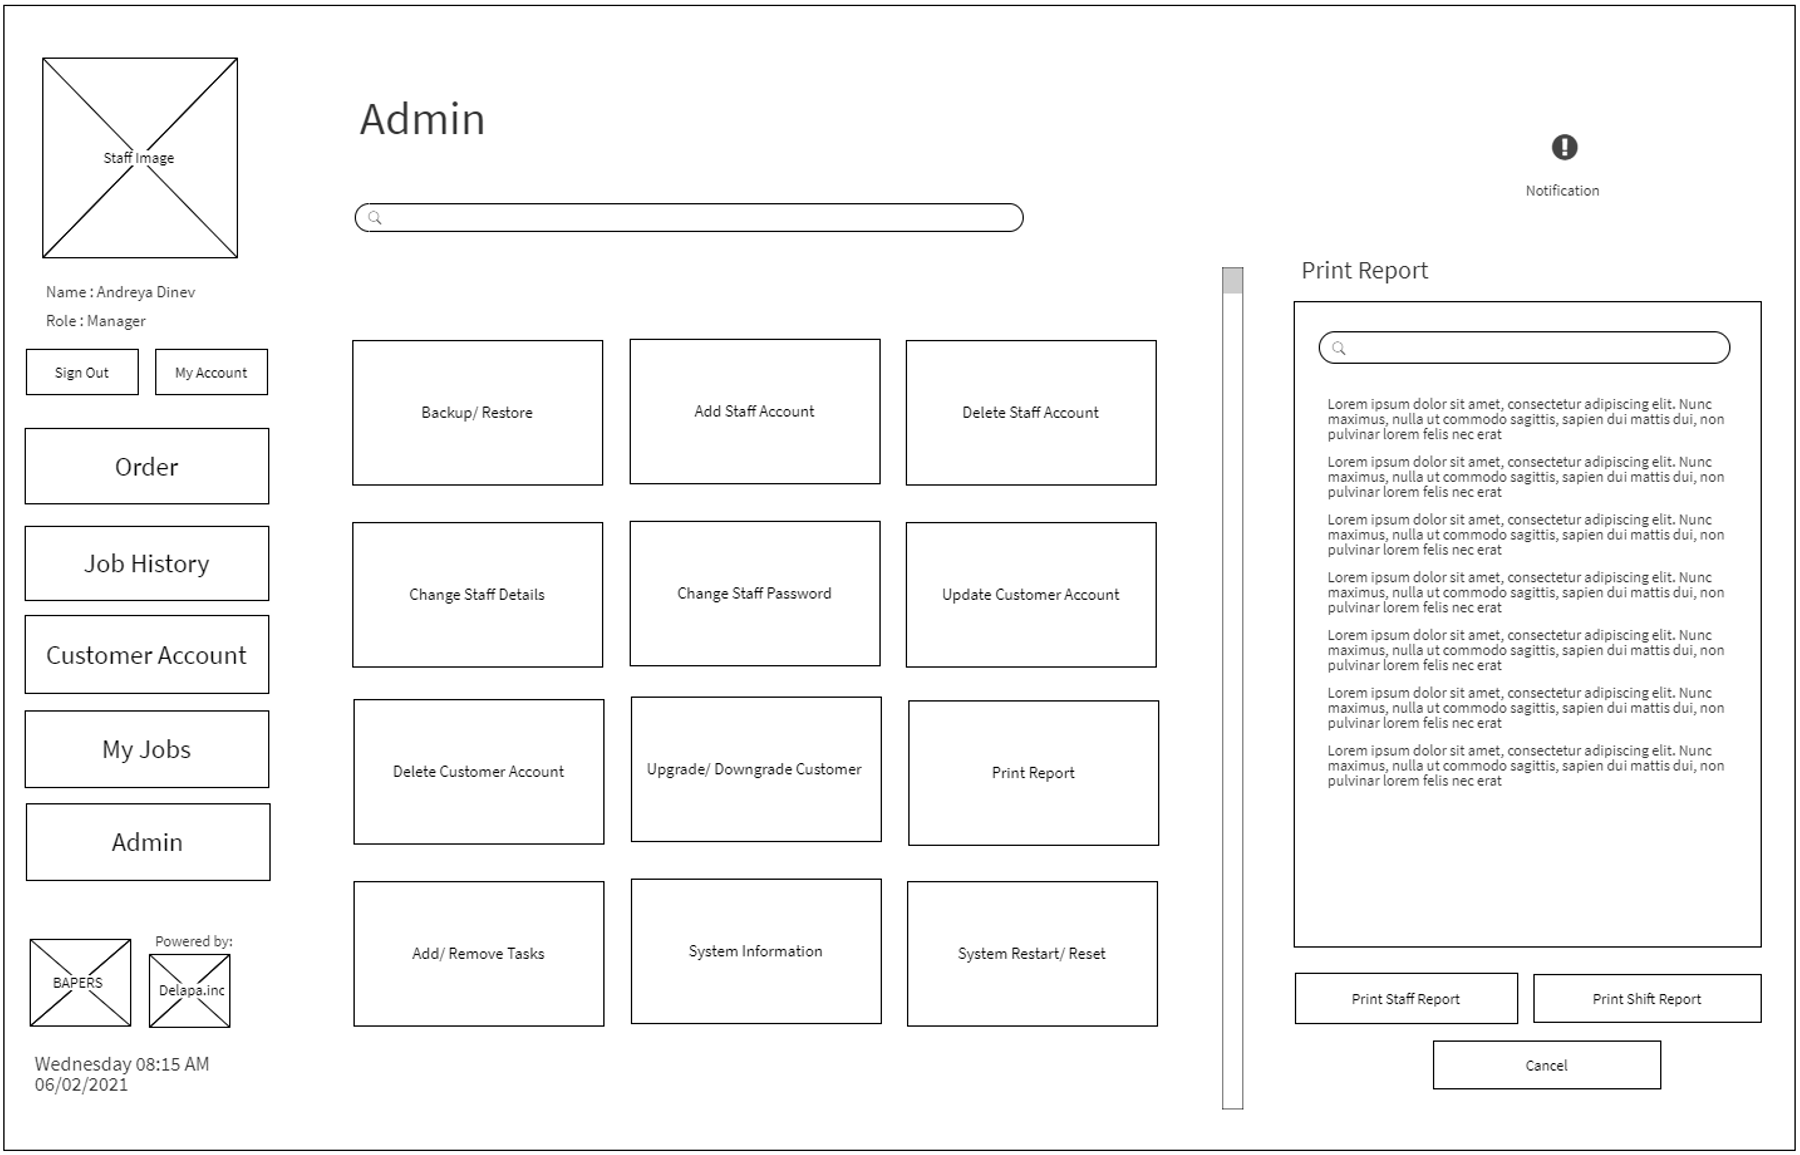 Staff Image
Name : Andreya Dinev
Role : Manager
Sign Out
My Account
Order
Job History
Customer Account
My Jobs
Admin
BAPERS
Powered by:
Delapa.inc
Wednesday 08:15 AM
06/02/2021
Admin
Backup/ Restore
Add Staff Account
Delete Staff Account
Change Staff Details
Change Staff Password
Update Customer Account
Delete Customer Account
Upgrade/ Downgrade Customer
Print Report
Add/ Remove Tasks
System Information
System Restart/ Reset
Notification
Print Report
Lorem ipsum dolor sit amet, consectetur adipiscing elit. Nunc
maximus, nulla ut commodo sagittis, sapien dui mattis dui, non
pulvinar lorem felis nec erat
Lorem ipsum dolor sit amet, consectetur adipiscing elit. Nunc
maximus, nulla ut commodo sagittis, sapien dui mattis dui, non
pulvinar lorem felis nec erat
Lorem ipsum dolor sit amet, consectetur adipiscing elit. Nunc
maximus, nulla ut commodo sagittis, sapien dui mattis dui, non
pulvinar lorem felis nec erat
Lorem ipsum dolor sit amet, consectetur adipiscing elit. Nunc
maximus, nulla ut commodo sagittis, sapien dui mattis dui, non
pulvinar lorem felis nec erat
Lorem ipsum dolor sit amet, consectetur adipiscing elit. Nunc
maximus, nulla ut commodo sagittis, sapien dui mattis dui, non
pulvinar lorem felis nec erat
Lorem ipsum dolor sit amet, consectetur adipiscing elit. Nunc
maximus, nulla ut commodo sagittis, sapien dui mattis dui, non
pulvinar lorem felis nec erat
Lorem ipsum dolor sit amet, consectetur adipiscing elit. Nunc
maximus, nulla ut commodo sagittis, sapien dui mattis dui, non
pulvinar lorem felis nec erat
Print Staff Report
Print Shift Report
Cancel